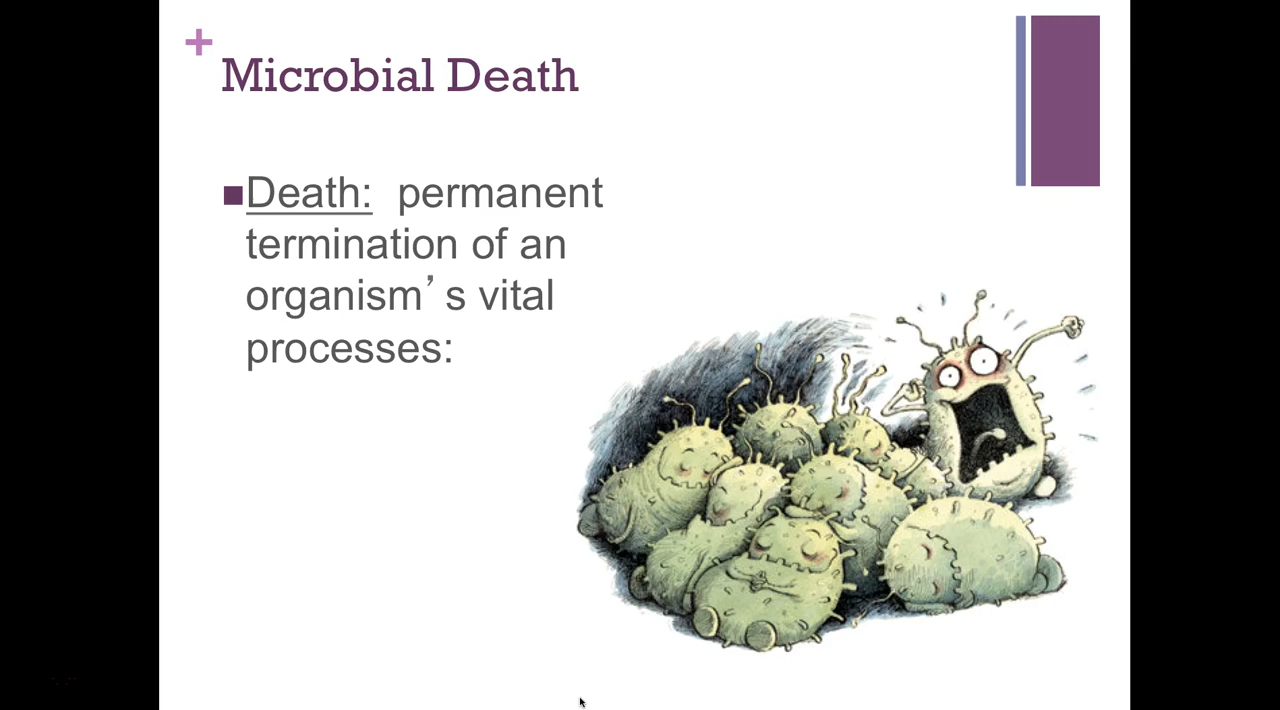 +
Microbial Death
■Death:  permanent
termination of an
organism’ s vital
processes: